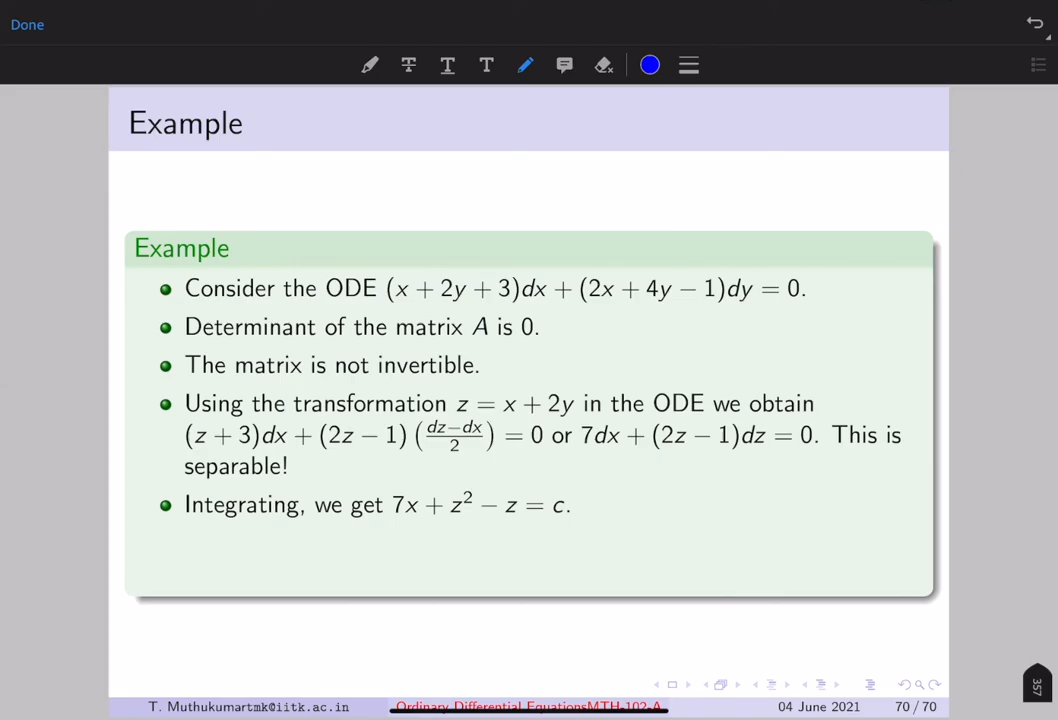 Done
Example
Example
Consider the ODE (x + 2y + 3)dx + (2x + 4y − 1)dy = 0.
Determinant of the matrix A is 0.
The matrix is not invertible.
Using the transformation z = x + 2y in the ODE we obtain
(z + 3)dx + (2z − 1) (dz−dx/2) = 0 or 7dx + (2z − 1)dz = 0. This is
separable!
Integrating, we get 7x + z² − z = c.
357
T. Muthukumartmk@iitk.ac.in Ordinary Differential EquationsMTH-102-A 04 June 2021 70 / 70